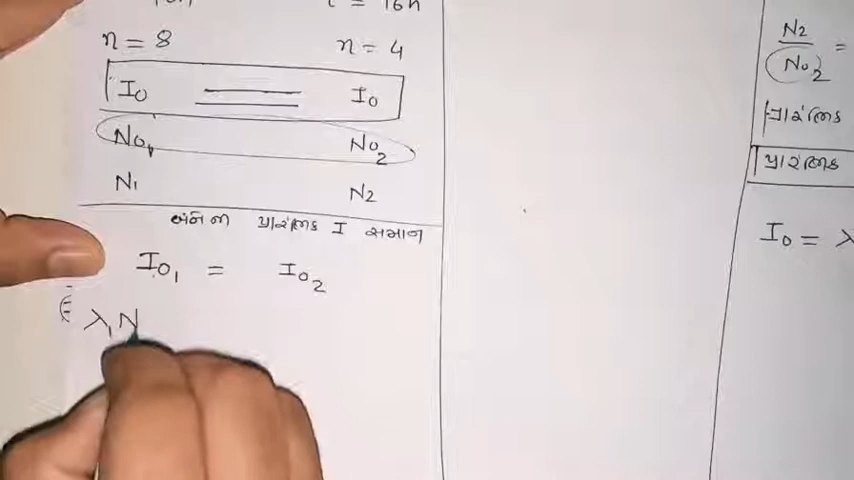 n = 8 n = 4
I0 I0
N01 N02
N1 N2
બંનેના પ્રારંભિક I સમાન
I01 = I02
λ1N
N2
N02
=
પ્રારંભિક
પ્રારંભિક
I0 = λ